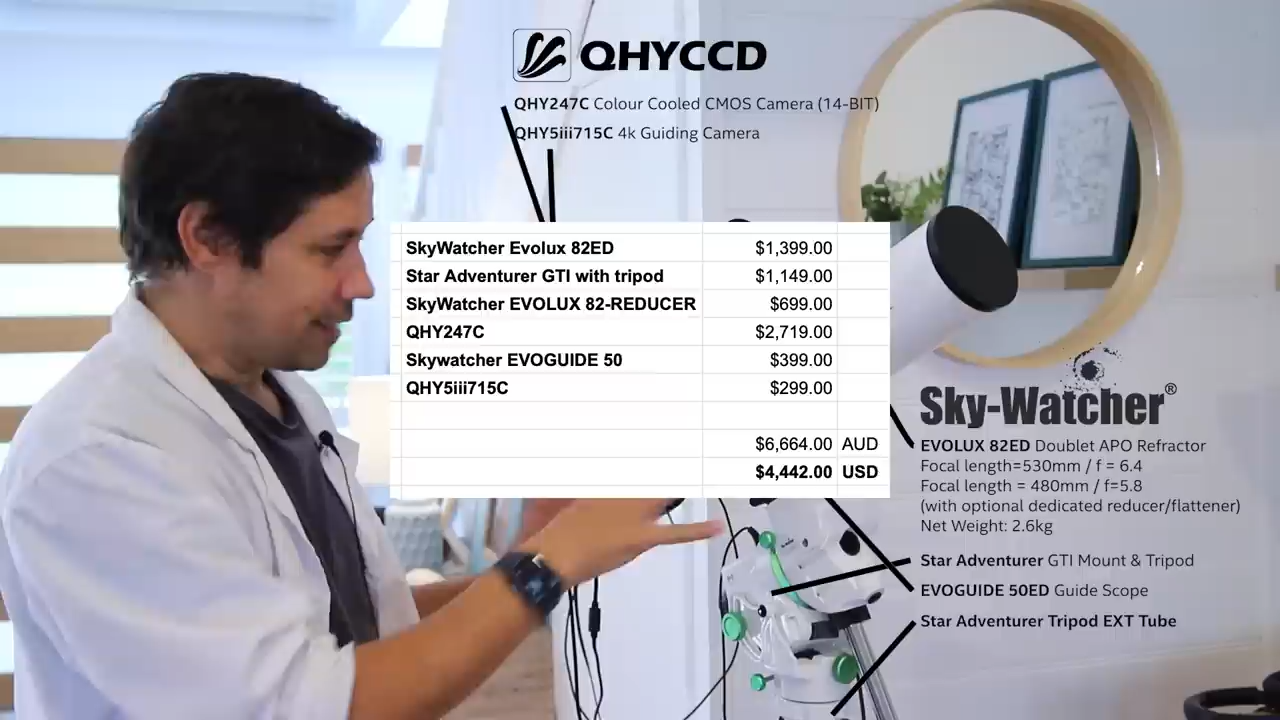 QHYCCD
QHY247C Colour Cooled CMOS Camera (14-BIT)
QHY5iii715C 4k Guiding Camera
SkyWatcher Evolux 82ED $1,399.00
Star Adventurer GTI with tripod $1,149.00
SkyWatcher EVOLUX 82-REDUCER $699.00
QHY247C $2,719.00
Skywatcher EVOGUIDE 50 $399.00
QHY5iii715C $299.00
$6,664.00 AUD
$4,442.00 USD
Sky-Watcher®
EVOLUX 82ED Doublet APO Refractor
Focal length=530mm / f = 6.4
Focal length = 480mm / f=5.8
(with optional dedicated reducer/flattener)
Net Weight: 2.6kg
Star Adventurer GTI Mount & Tripod
EVOGUIDE 50ED Guide Scope
Star Adventurer Tripod EXT Tube